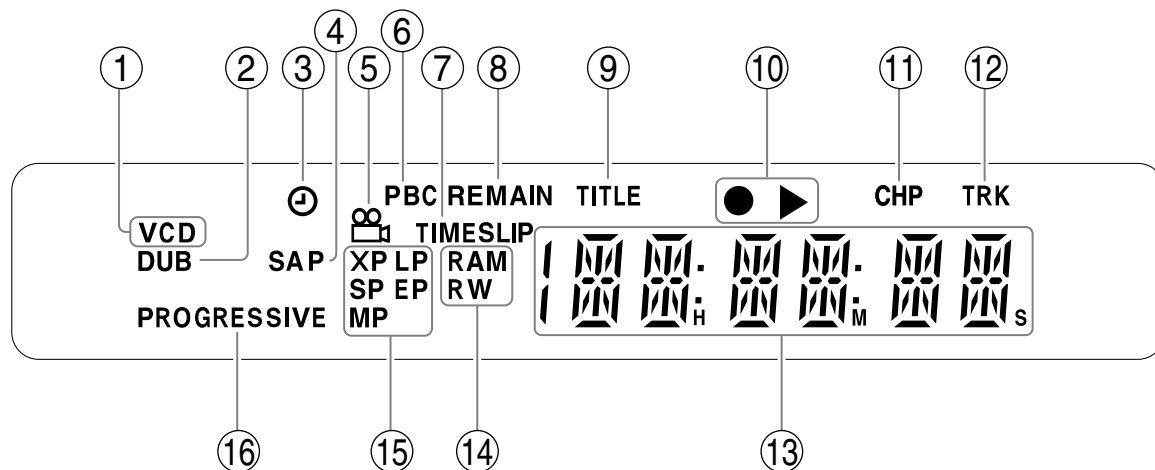 ① ② ③ ④ ⑤ ⑥ ⑦ ⑧ ⑨ ⑩ ⑪ ⑫
PBC REMAIN TITLE CHP TRK
VCD TIMESLIP
DUB SAP XP LP RAM
SP EP RW H M S
PROGRESSIVE MP
⑯ ⑮ ⑭ ⑬